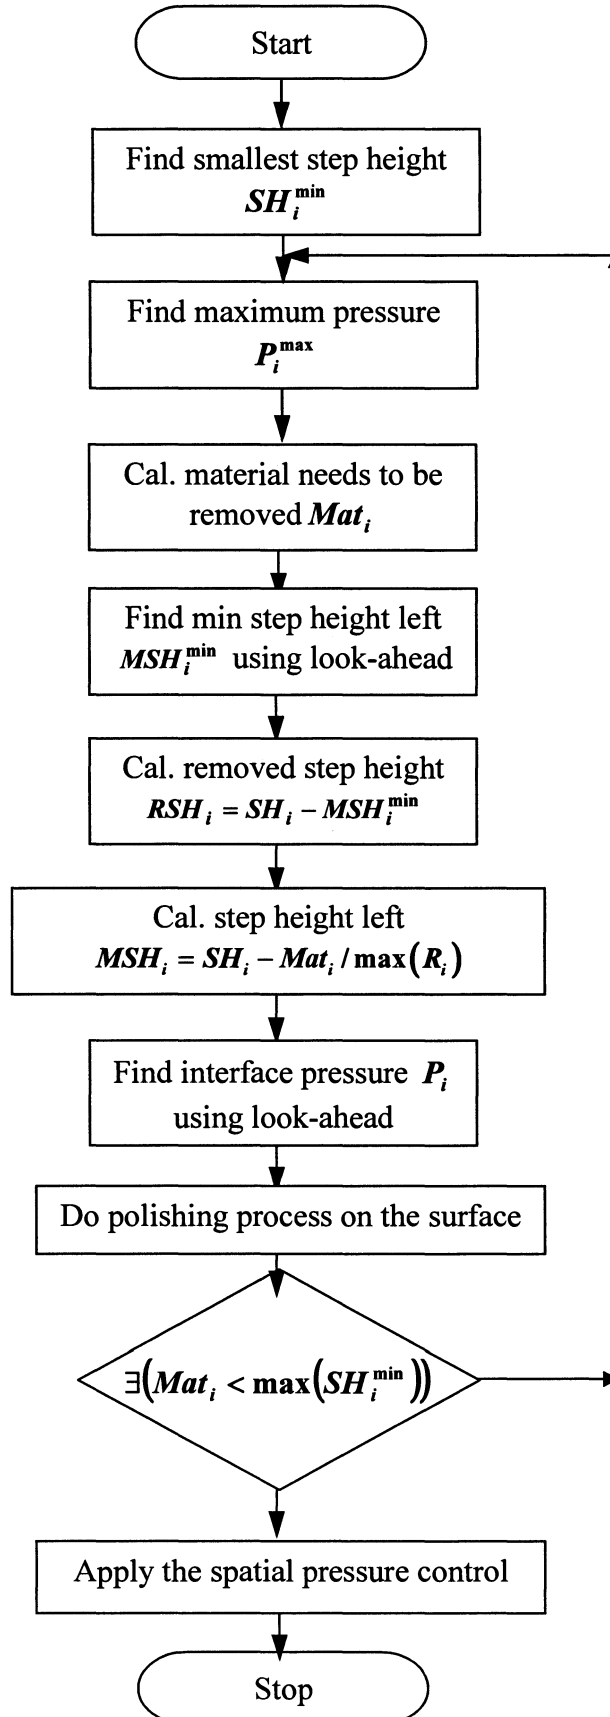 Start
Find smallest step height
SH_i^min
Find maximum pressure
P_i^max
Cal. material needs to be
removed Mat_i
Find min step height left
MSH_i^min using look-ahead
Cal. removed step height
RSH_i = SH_i − MSH_i^min
Cal. step height left
MSH_i = SH_i − Mat_i / max(R_i)
Find interface pressure P_i
using look-ahead
Do polishing process on the surface
∃(Mat_i < max(SH_i^min))
Apply the spatial pressure control
Stop